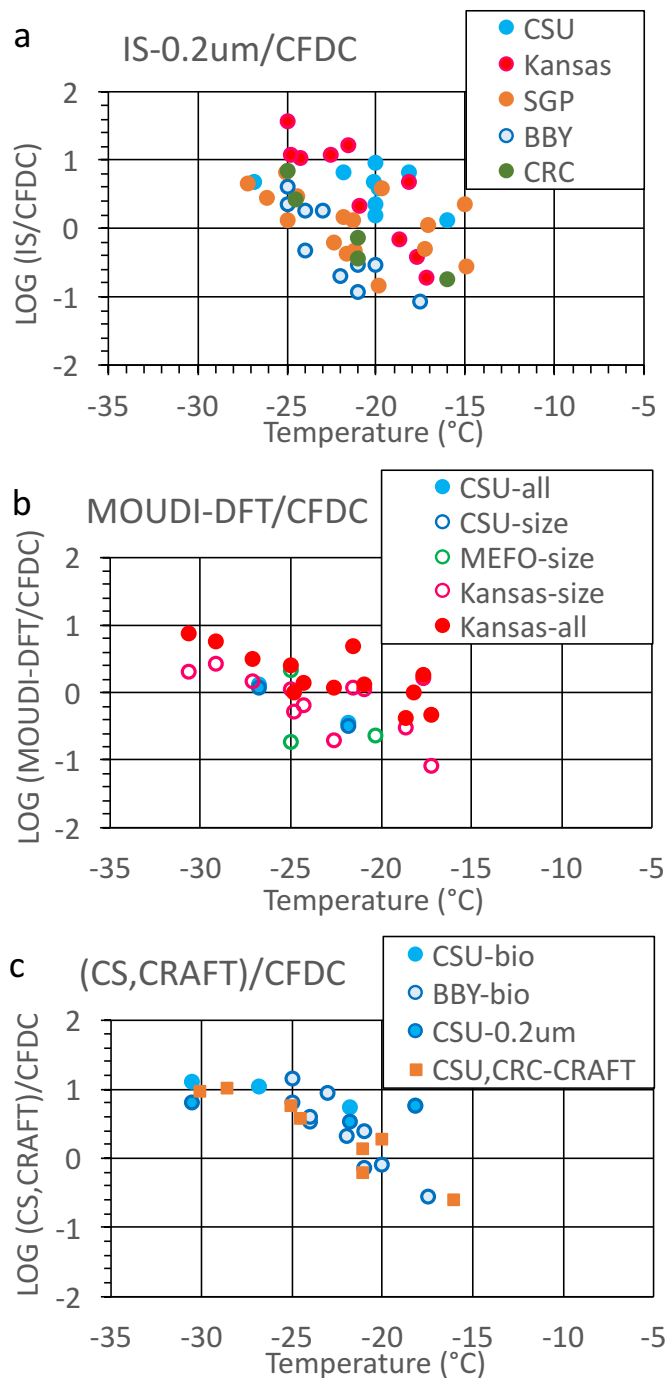 a
IS-0.2um/CFDC
CSU
Kansas
SGP
BBY
CRC
LOG (IS/CFDC)
2
1
0
-1
-2
-35 -30 -25 -20 -15 -10 -5
Temperature (°C)
b
MOUDI-DFT/CFDC
CSU-all
CSU-size
MEFO-size
Kansas-size
Kansas-all
LOG (MOUDI-DFT/CFDC)
2
1
0
-1
-2
-35 -30 -25 -20 -15 -10 -5
Temperature (°C)
c
(CS,CRAFT)/CFDC
CSU-bio
BBY-bio
CSU-0.2um
CSU,CRC-CRAFT
LOG (CS,CRAFT)/CFDC
2
1
0
-1
-2
-35 -30 -25 -20 -15 -10 -5
Temperature (°C)